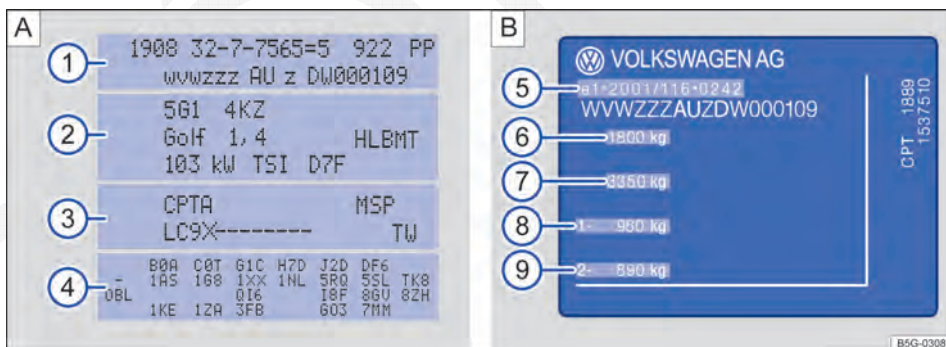 A
1
1908 32-7-7565=5 922 PP
wvwzzz AU z DW000109
2
5G1 4KZ
Golf 1,4 HLBMT
103 kW TSI D7F
3
CPTA MSP
LC9X-------- TW
4
B0A C0T G1C H7D J2D DF6
- 1AS 1G8 1XX 1NL 5RQ 5SL TK8
0BL QI6 I8F 8GU 8ZH
1KE 1ZA 3FB G03 7MM
B
VOLKSWAGEN AG
5
e1*2001/116*0242
WVWZZZAUZDW000109
6
1800 kg
7
3350 kg
8
1- 960 kg
9
2- 890 kg
CPT 1889
1537510
B5G-0308